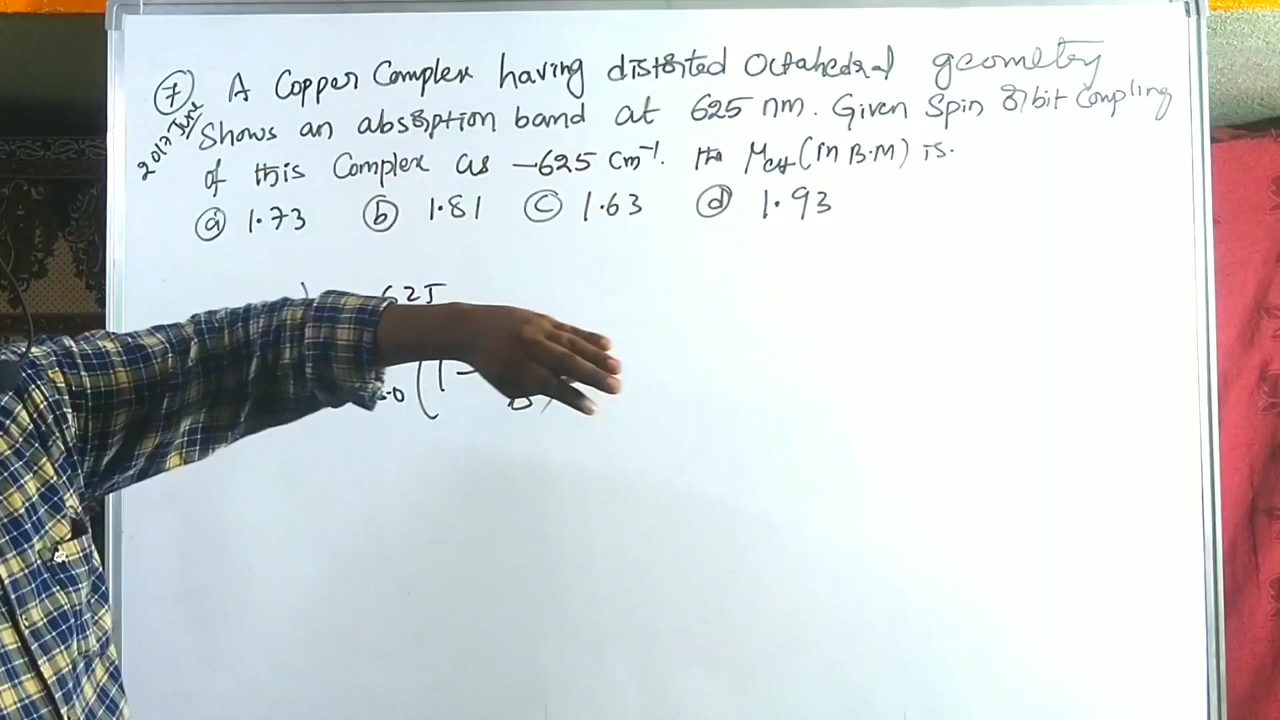 7 A Copper Complex having distorted Octahedral geometry
2017-June Shows an absorption band at 625 nm. Given Spin Orbit Coupling
of this Complex as -625 cm⁻¹. the μeff (in B.M) is.
a 1.73 b 1.81 c 1.63 d 1.93
625
(1 -